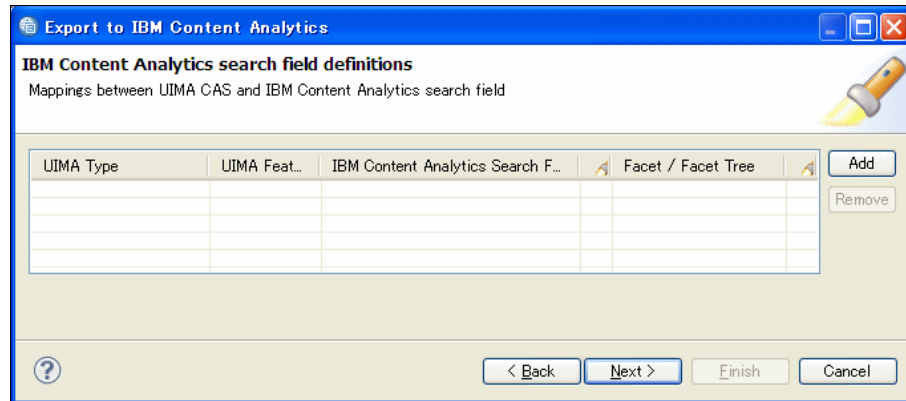 Export to IBM Content Analytics
IBM Content Analytics search field definitions
Mappings between UIMA CAS and IBM Content Analytics search field
UIMA Type UIMA Feat... IBM Content Analytics Search F... Facet / Facet Tree Add
Remove
? < Back Next > Finish Cancel